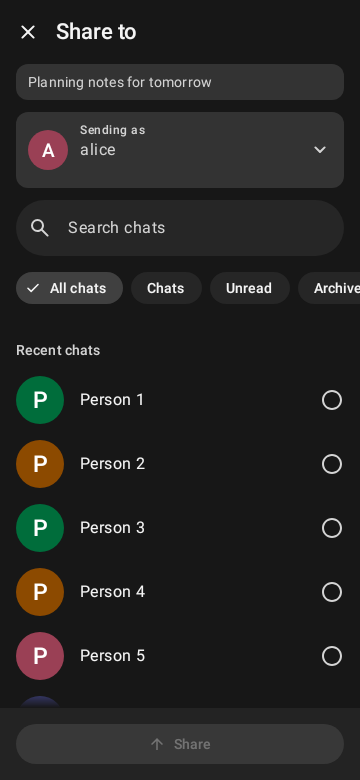 Share to
Planning notes for tomorrow
Sending as
A
alice
Search chats
All chats
Chats
Unread
Archive
Recent chats
P
Person 1
P
Person 2
P
Person 3
P
Person 4
P
Person 5
Share